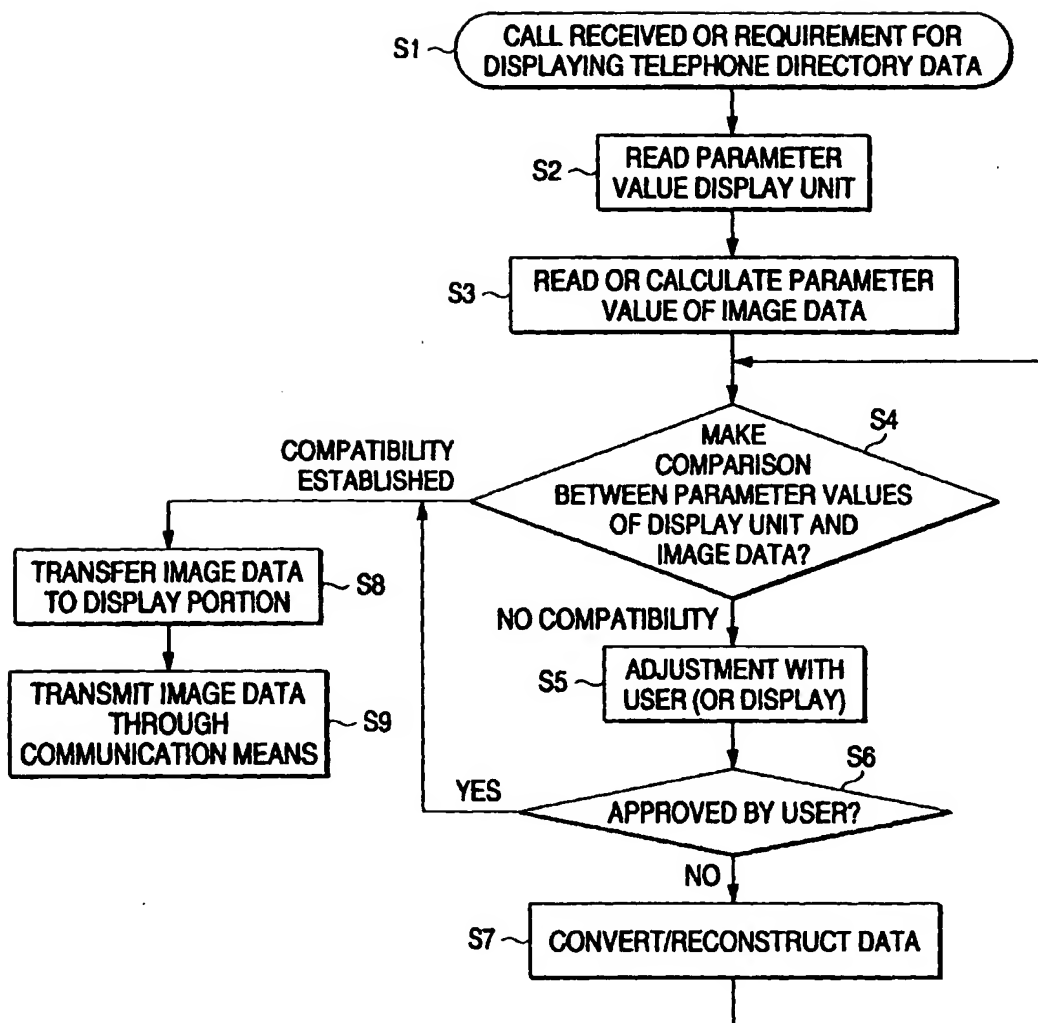 S1
CALL RECEIVED OR REQUIREMENT FOR
DISPLAYING TELEPHONE DIRECTORY DATA
S2
READ PARAMETER
VALUE DISPLAY UNIT
S3
READ OR CALCULATE PARAMETER
VALUE OF IMAGE DATA
S4
MAKE
COMPARISON
BETWEEN PARAMETER VALUES
OF DISPLAY UNIT AND
IMAGE DATA?
COMPATIBILITY
ESTABLISHED
TRANSFER IMAGE DATA
TO DISPLAY PORTION
S8
NO COMPATIBILITY
TRANSMIT IMAGE DATA
THROUGH
COMMUNICATION MEANS
S9
S5
ADJUSTMENT WITH
USER (OR DISPLAY)
S6
YES
APPROVED BY USER?
NO
S7
CONVERT/RECONSTRUCT DATA